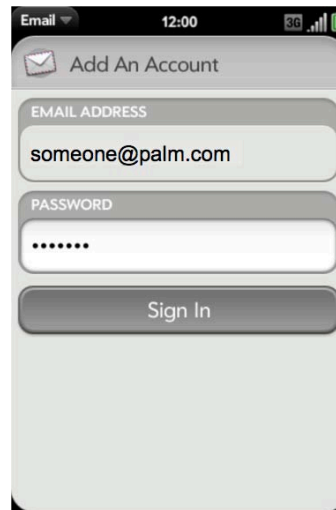 Email 12:00 3G
Add An Account
EMAIL ADDRESS
someone@palm.com
PASSWORD
•••••••
Sign In